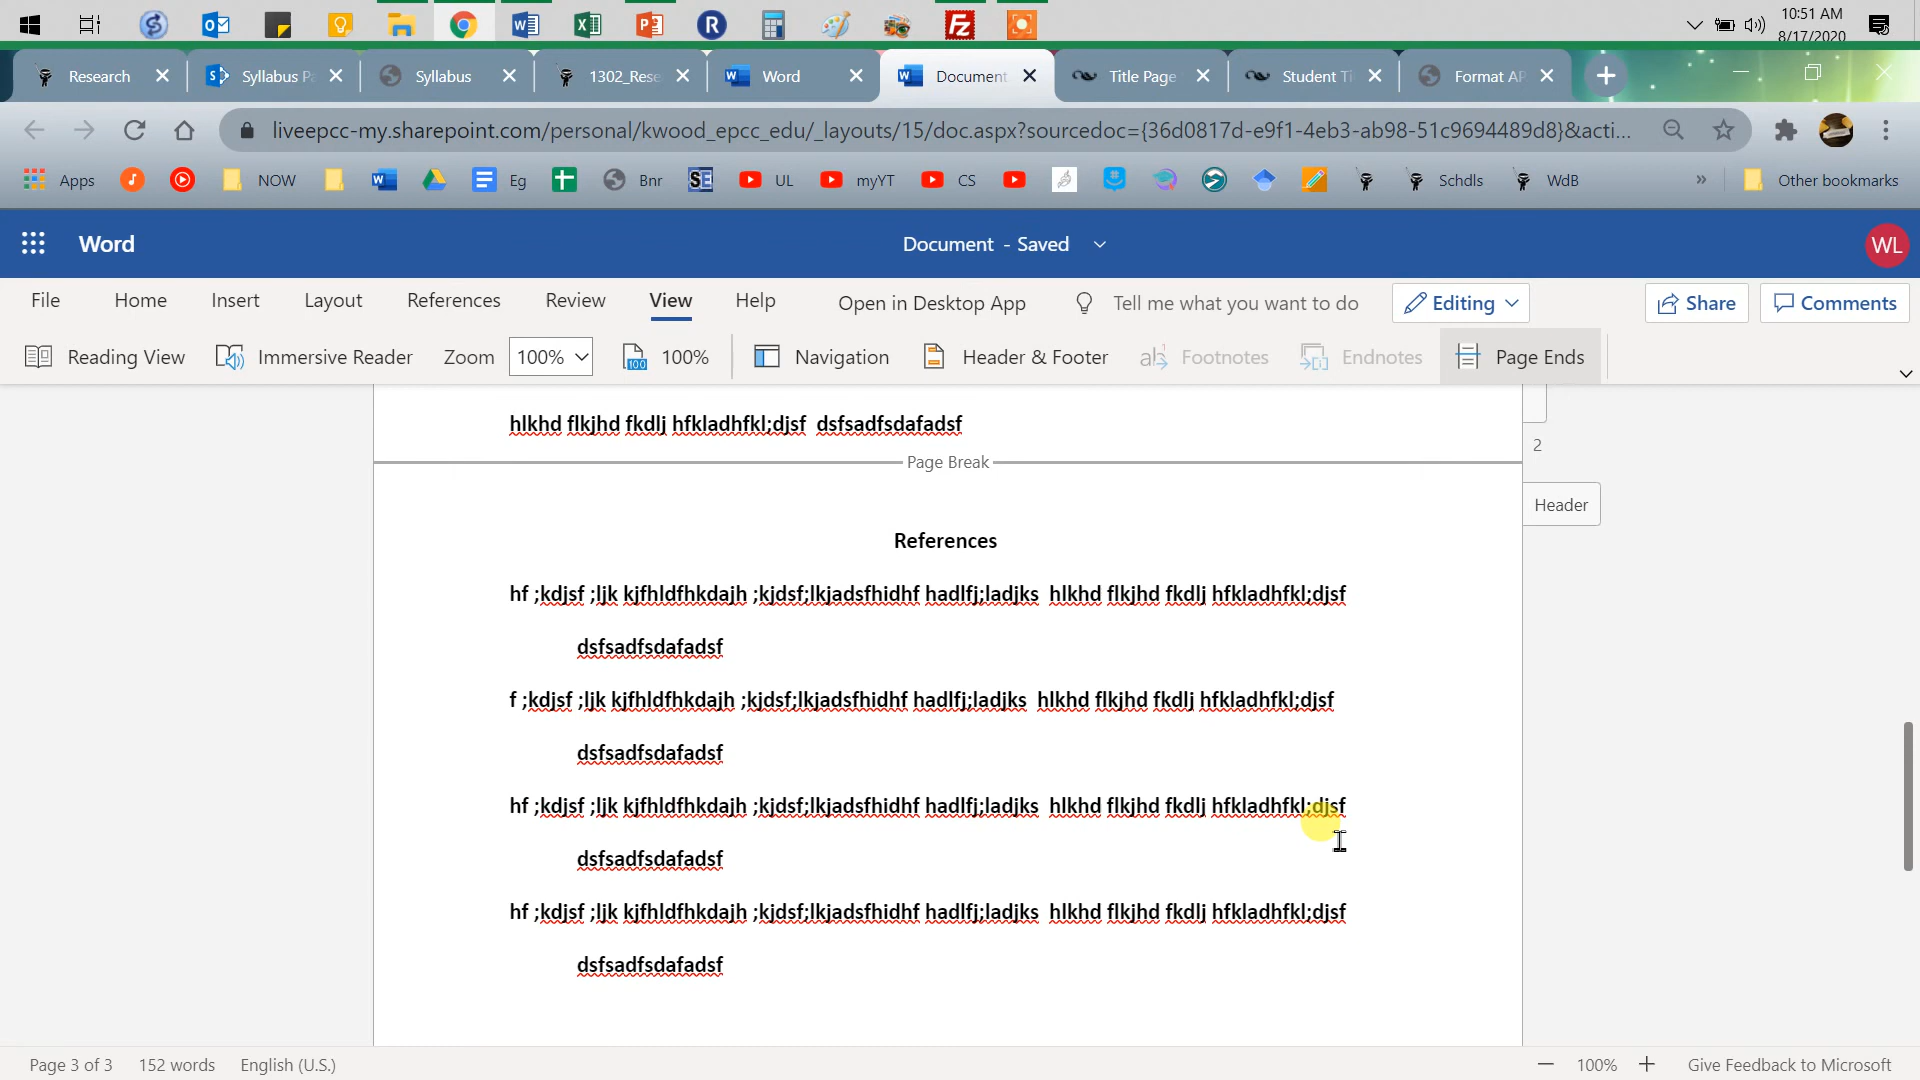 10:51 AM
8/17/2020
Research
Syllabus Pa
Syllabus
1302_Rese
Word
Document
Title Page
Student Ti
Format AP
liveepcc-my.sharepoint.com/personal/kwood_epcc_edu/_layouts/15/doc.aspx?sourcedoc={36d0817d-e9f1-4eb3-ab98-51c9694489d8}&acti...
Apps NOW Eg Bnr SE UL myYT CS Schdls WdB » Other bookmarks
Word Document - Saved WL
File Home Insert Layout References Review View Help Open in Desktop App Tell me what you want to do Editing Share Comments
Reading View Immersive Reader Zoom 100% 100% Navigation Header & Footer Footnotes Endnotes Page Ends
hlkhd flkjhd fkdlj hfkladhfkl;djsf dsfsadfsdafadsf
2
Page Break
Header
References
hf ;kdjsf ;ljk kjfhldfhkdajh ;kjdsf;lkjadsfhidhf hadlfj;ladjks hlkhd flkjhd fkdlj hfkladhfkl;djsf
dsfsadfsdafadsf
f ;kdjsf ;ljk kjfhldfhkdajh ;kjdsf;lkjadsfhidhf hadlfj;ladjks hlkhd flkjhd fkdlj hfkladhfkl;djsf
dsfsadfsdafadsf
hf ;kdjsf ;ljk kjfhldfhkdajh ;kjdsf;lkjadsfhidhf hadlfj;ladjks hlkhd flkjhd fkdlj hfkladhfkl;djsf
dsfsadfsdafadsf
hf ;kdjsf ;ljk kjfhldfhkdajh ;kjdsf;lkjadsfhidhf hadlfj;ladjks hlkhd flkjhd fkdlj hfkladhfkl;djsf
dsfsadfsdafadsf
Page 3 of 3 152 words English (U.S.) 100% Give Feedback to Microsoft